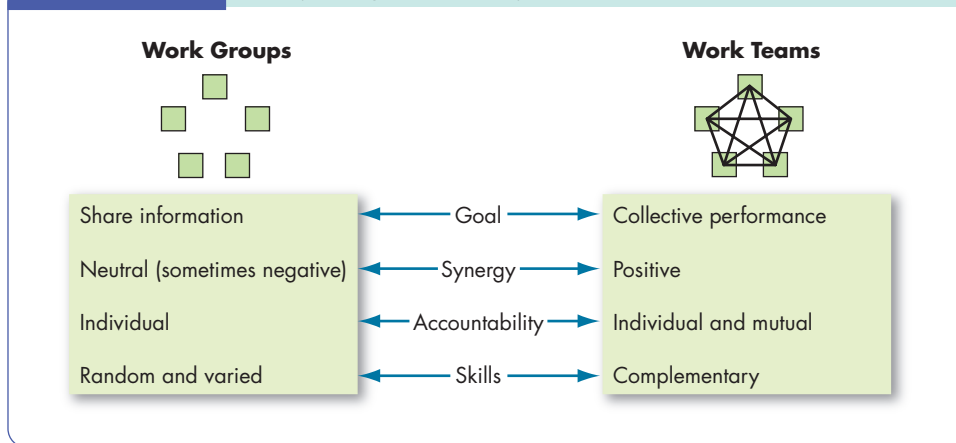 Work Groups
Work Teams
Share information
Goal
Collective performance
Neutral (sometimes negative)
Synergy
Positive
Individual
Accountability
Individual and mutual
Random and varied
Skills
Complementary